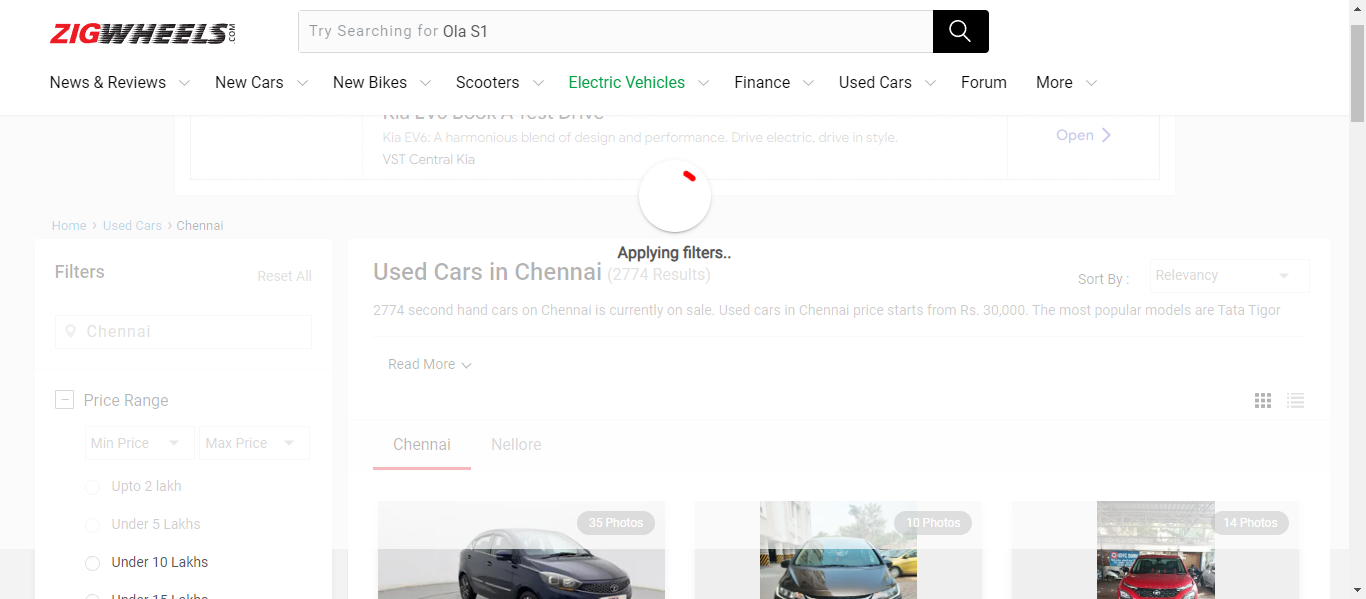 ZIGWHEELS.COM
Try Searching for Ola S1
News & Reviews New Cars New Bikes Scooters Electric Vehicles Finance Used Cars Forum More
Kia EV6 Book A Test Drive
Kia EV6: A harmonious blend of design and performance. Drive electric, drive in style.
Open
VST Central Kia
Home › Used Cars › Chennai
Applying filters..
Filters
Reset All
Chennai
Price Range
Min Price Max Price
Upto 2 lakh
Under 5 Lakhs
Under 10 Lakhs
Under 15 Lakhs
Used Cars in Chennai (2774 Results)
Sort By : Relevancy
2774 second hand cars on Chennai is currently on sale. Used cars in Chennai price starts from Rs. 30,000. The most popular models are Tata Tigor
Read More
Chennai Nellore
35 Photos
10 Photos
14 Photos